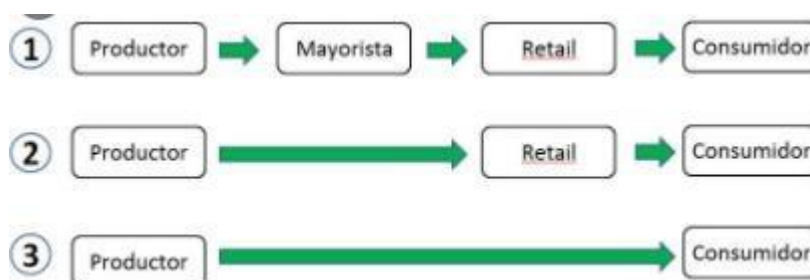 1 Productor Mayorista Retail Consumidor
2 Productor Retail Consumidor
3 Productor Consumidor